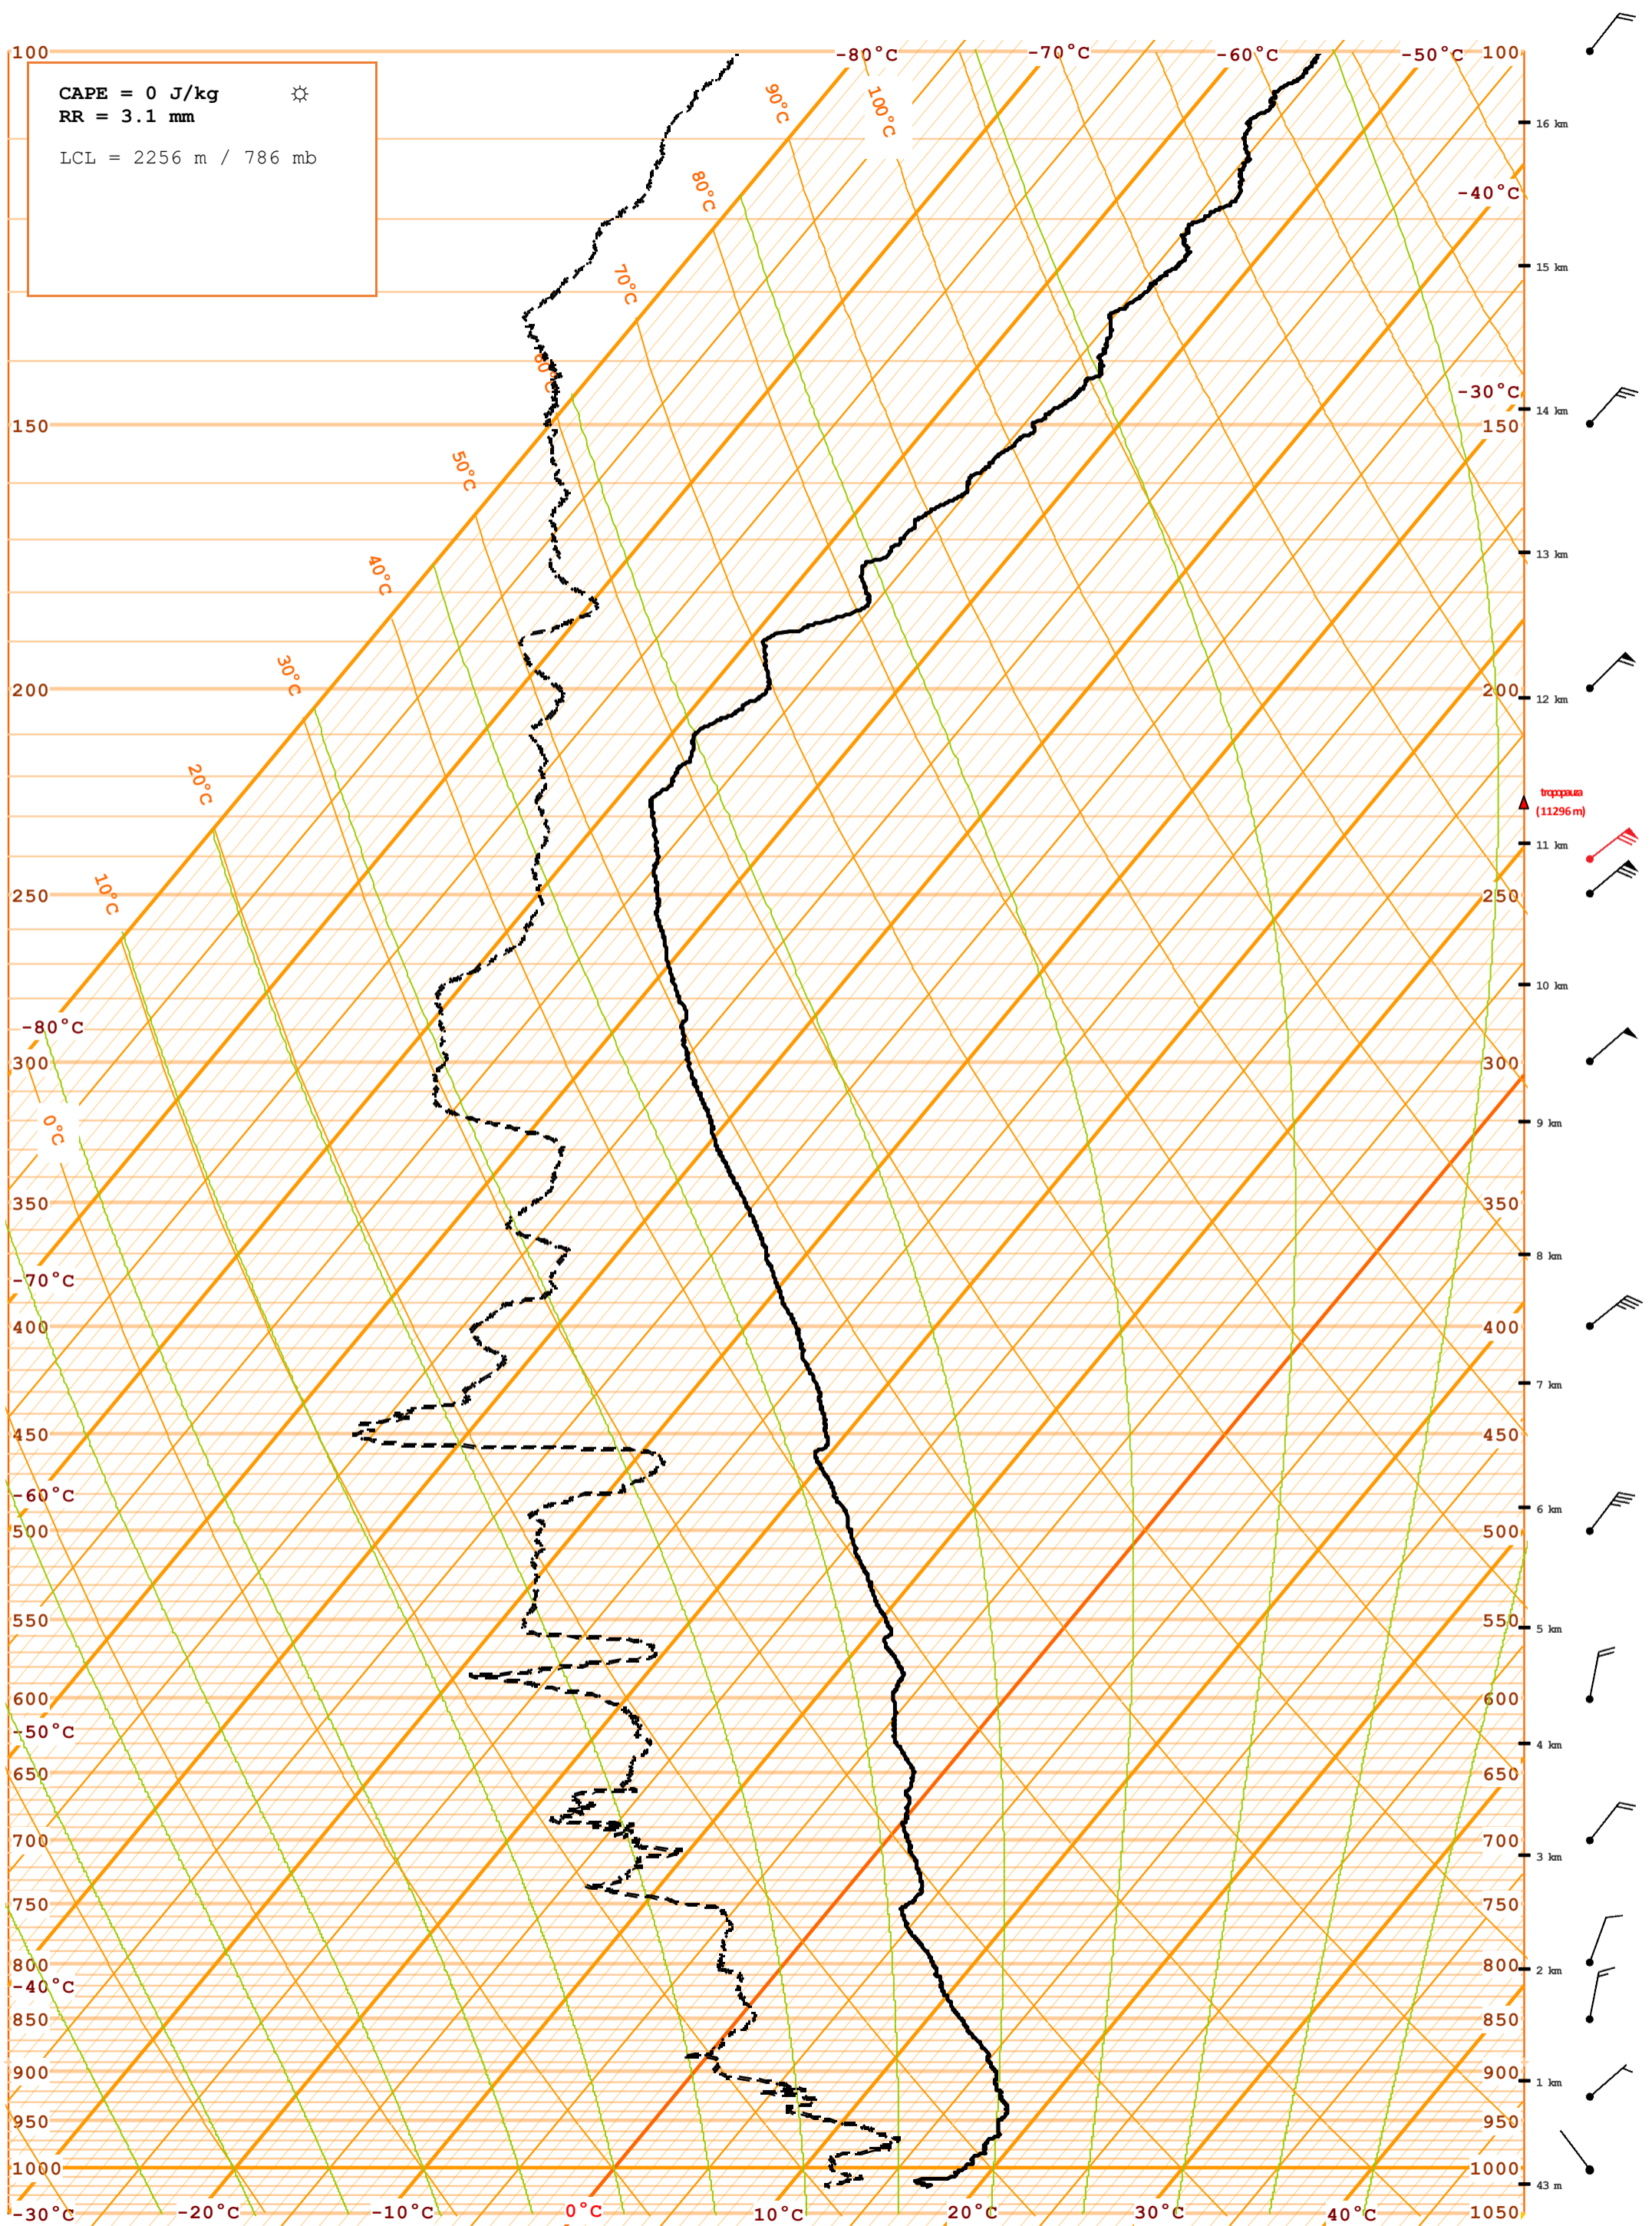 100 -80°C -70°C -60°C -50°C 100
CAPE = 0 J/kg ☼
RR = 3.1 mm
LCL = 2256 m / 786 mb
90°C 100°C
16 km
80°C
-40°C
70°C
15 km
60°C
-30°C
14 km
150 150
50°C
13 km
40°C
30°C
200 200
12 km
20°C
tropopauza
(11296 m)
11 km
10°C
250 250
10 km
-80°C
300 300
0°C
9 km
350 350
8 km
-70°C
400 400
7 km
450 450
-60°C
6 km
500 500
550 550
5 km
600 600
-50°C
4 km
650 650
700 700
3 km
750 750
800 800
2 km
-40°C
850 850
900 900
1 km
950 950
1000 1000
43 m
-30°C -20°C -10°C 0°C 10°C 20°C 30°C 40°C 1050